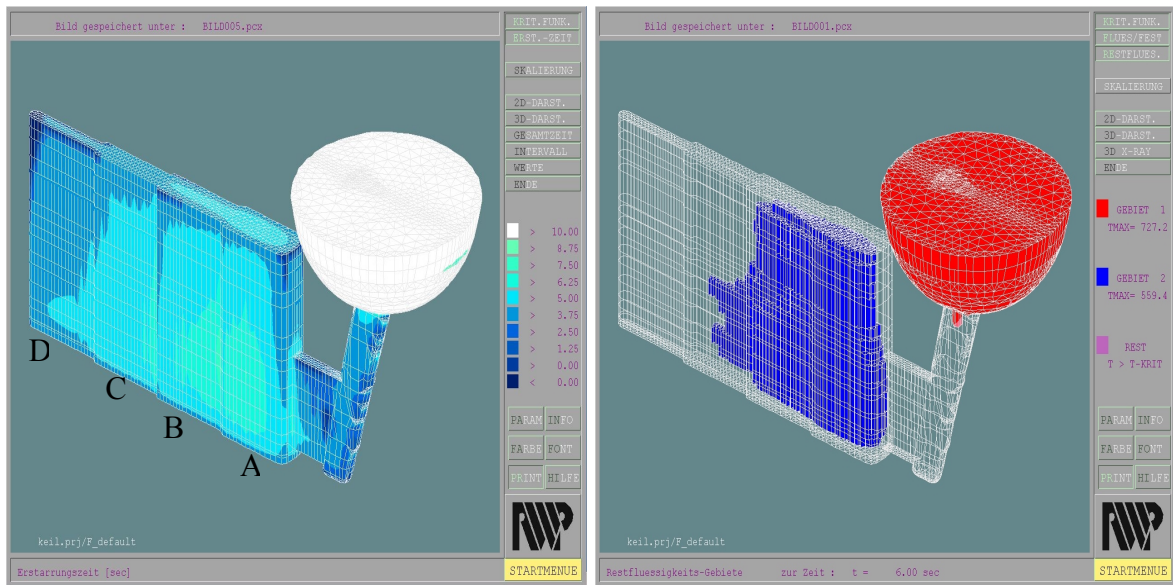 Bild gespeichert unter : BILD005.pcx
KRIT.FUNK.
ERST.-ZEIT
SKALIERUNG
2D-DARST.
3D-DARST.
GESAMTZEIT
INTERVALL
WERTE
ENDE
> 10.00
> 8.75
> 7.50
> 6.25
> 5.00
> 3.75
> 2.50
> 1.25
> 0.00
< 0.00
D
C
B
A
PARAM INFO
FARBE FONT
PRINT HILFE
RWP
keil.prj/F_default
Erstarrungszeit [sec]
STARTMENUE
Bild gespeichert unter : BILD001.pcx
KRIT.FUNK.
FLUES/FEST
RESTFLUES.
SKALIERUNG
2D-DARST.
3D-DARST.
3D X-RAY
ENDE
GEBIET 1
TMAX= 727.2
GEBIET 2
TMAX= 559.4
REST
T > T-KRIT
PARAM INFO
FARBE FONT
PRINT HILFE
RWP
keil.prj/F_default
Restfluessigkeits-Gebiete zur Zeit : t = 6.00 sec
STARTMENUE